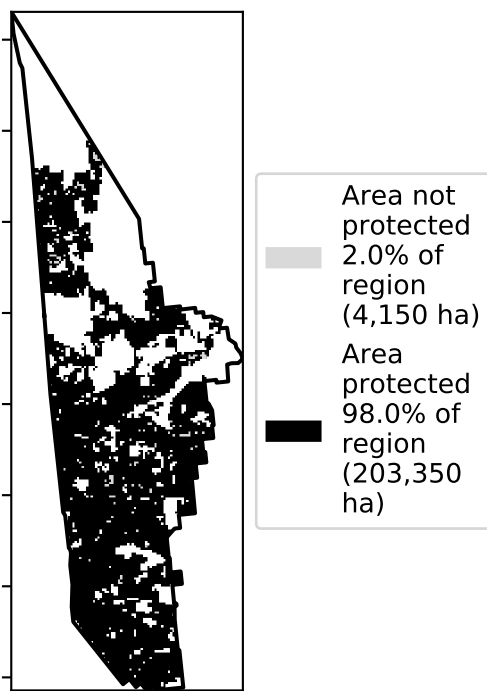 Area not
protected
2.0% of
region
(4,150 ha)
Area
protected
98.0% of
region
(203,350
ha)